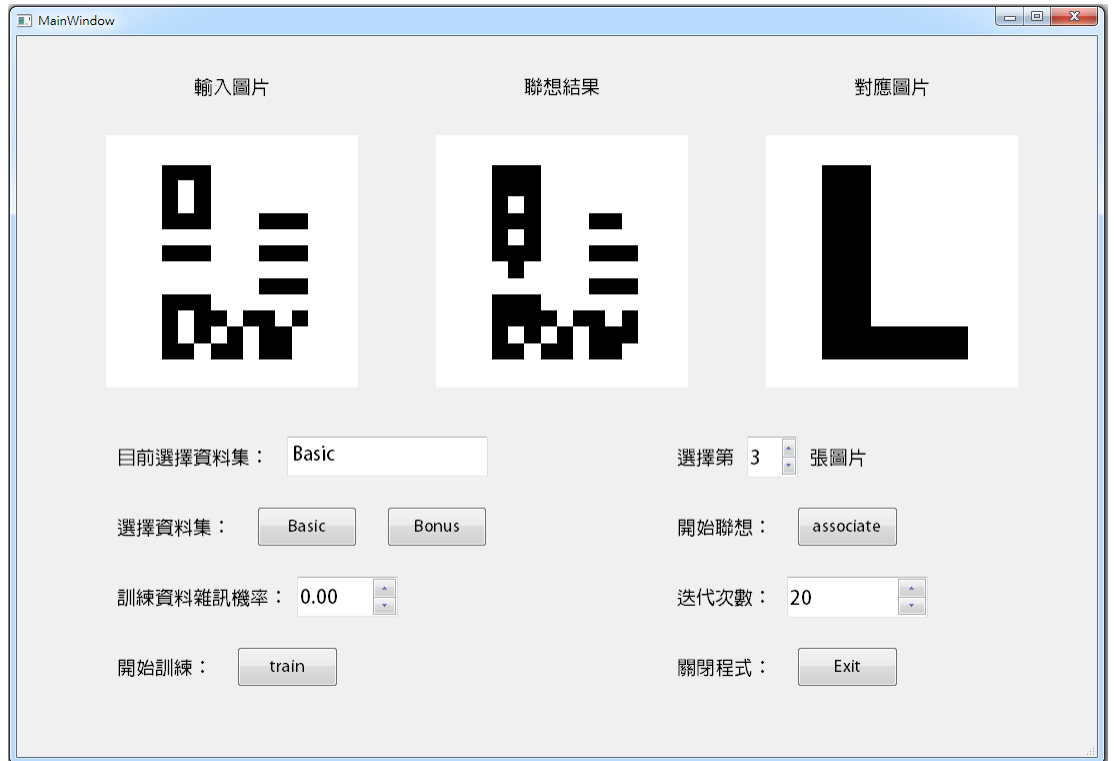 MainWindow
輸入圖片 聯想結果 對應圖片
目前選擇資料集： Basic 選擇第 3 張圖片
選擇資料集： Basic Bonus 開始聯想： associate
訓練資料雜訊機率： 0.00 迭代次數： 20
開始訓練： train 關閉程式： Exit